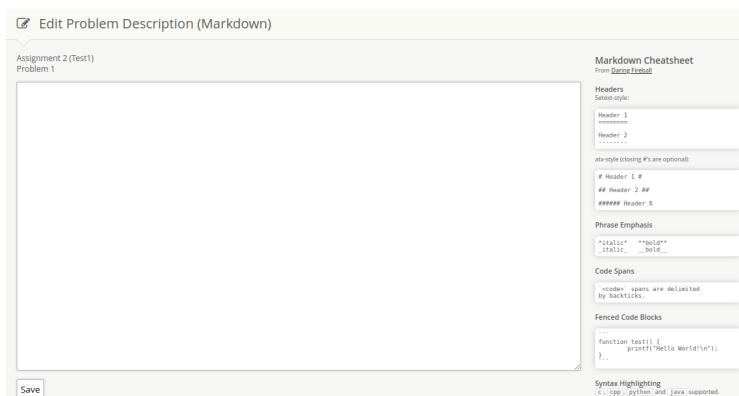 Edit Problem Description (Markdown)
Assignment 2 (Test1)
Problem 1
Save
Markdown Cheatsheet
From Daring Fireball
Headers
Setext-style:
Header 1
========
Header 2
--------
atx-style (closing #'s are optional):
# Header 1 #
## Header 2 ##
###### Header 6
Phrase Emphasis
*italic*   **bold**
_italic_   __bold__
Code Spans
`<code>` spans are delimited
by backticks.
Fenced Code Blocks
```
function test() {
        printf("Hello World!\n");
}
```
Syntax Highlighting
c, cpp, python and java supported.